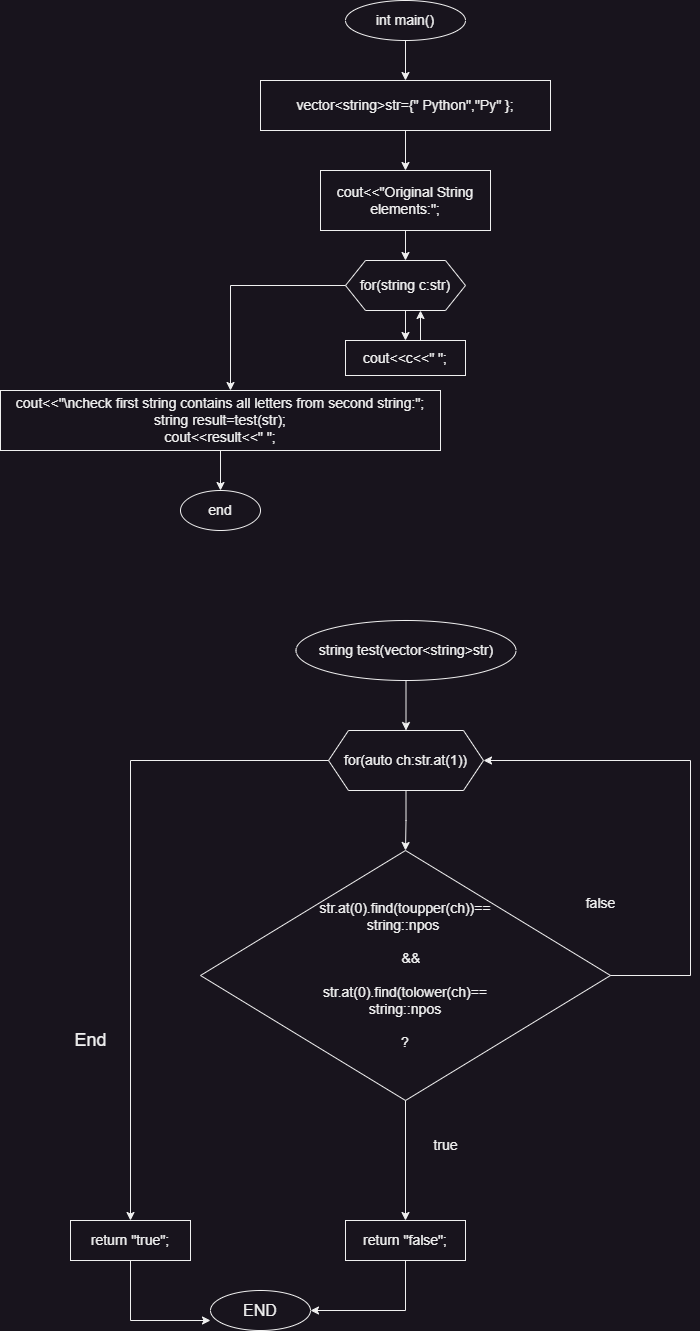 int main()
vector<string>str={" Python","Py" };
cout<<"Original String
elements:";
for(string c:str)
cout<<c<<" ";
cout<<"\ncheck first string contains all letters from second string:";
string result=test(str);
cout<<result<<" ";
end
string test(vector<string>str)
for(auto ch:str.at(1))
str.at(0).find(toupper(ch))==
string::npos
&&
str.at(0).find(tolower(ch)==
string::npos
?
false
End
true
return "true";
return "false";
END